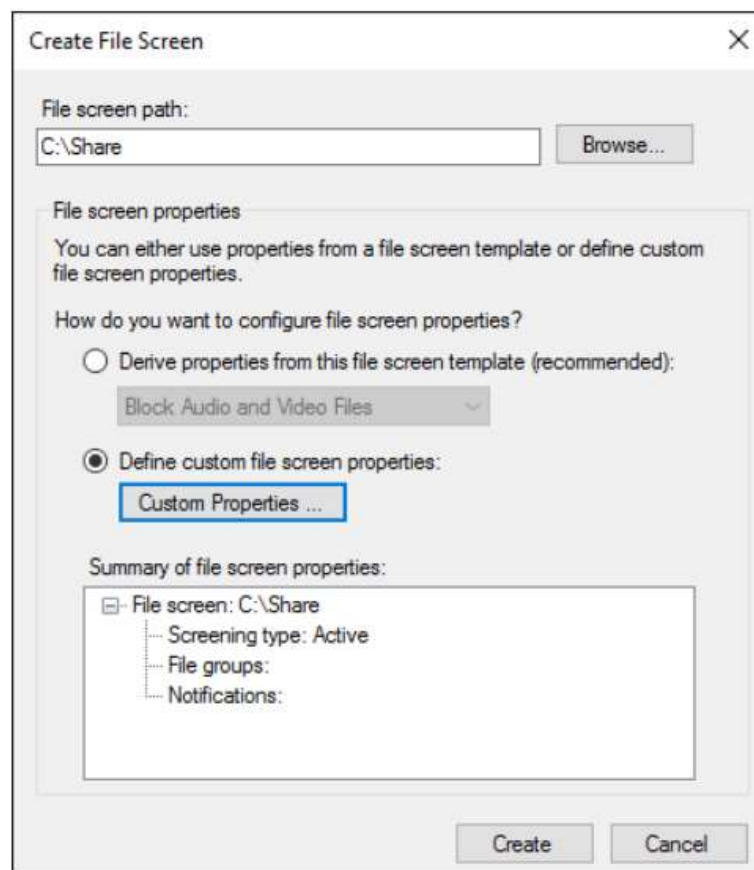 Create File Screen
File screen path:
C:\Share
Browse...
File screen properties
You can either use properties from a file screen template or define custom
file screen properties.
How do you want to configure file screen properties?
Derive properties from this file screen template (recommended):
Block Audio and Video Files
Define custom file screen properties:
Custom Properties ...
Summary of file screen properties:
File screen: C:\Share
Screening type: Active
File groups:
Notifications:
Create
Cancel